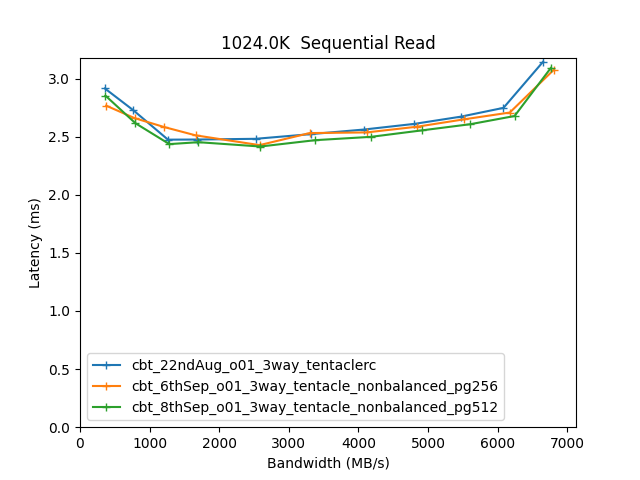 1024.0K  Sequential Read
Latency (ms)
3.0
2.5
2.0
1.5
1.0
0.5
0.0
cbt_22ndAug_o01_3way_tentaclerc
cbt_6thSep_o01_3way_tentacle_nonbalanced_pg256
cbt_8thSep_o01_3way_tentacle_nonbalanced_pg512
0 1000 2000 3000 4000 5000 6000 7000
Bandwidth (MB/s)